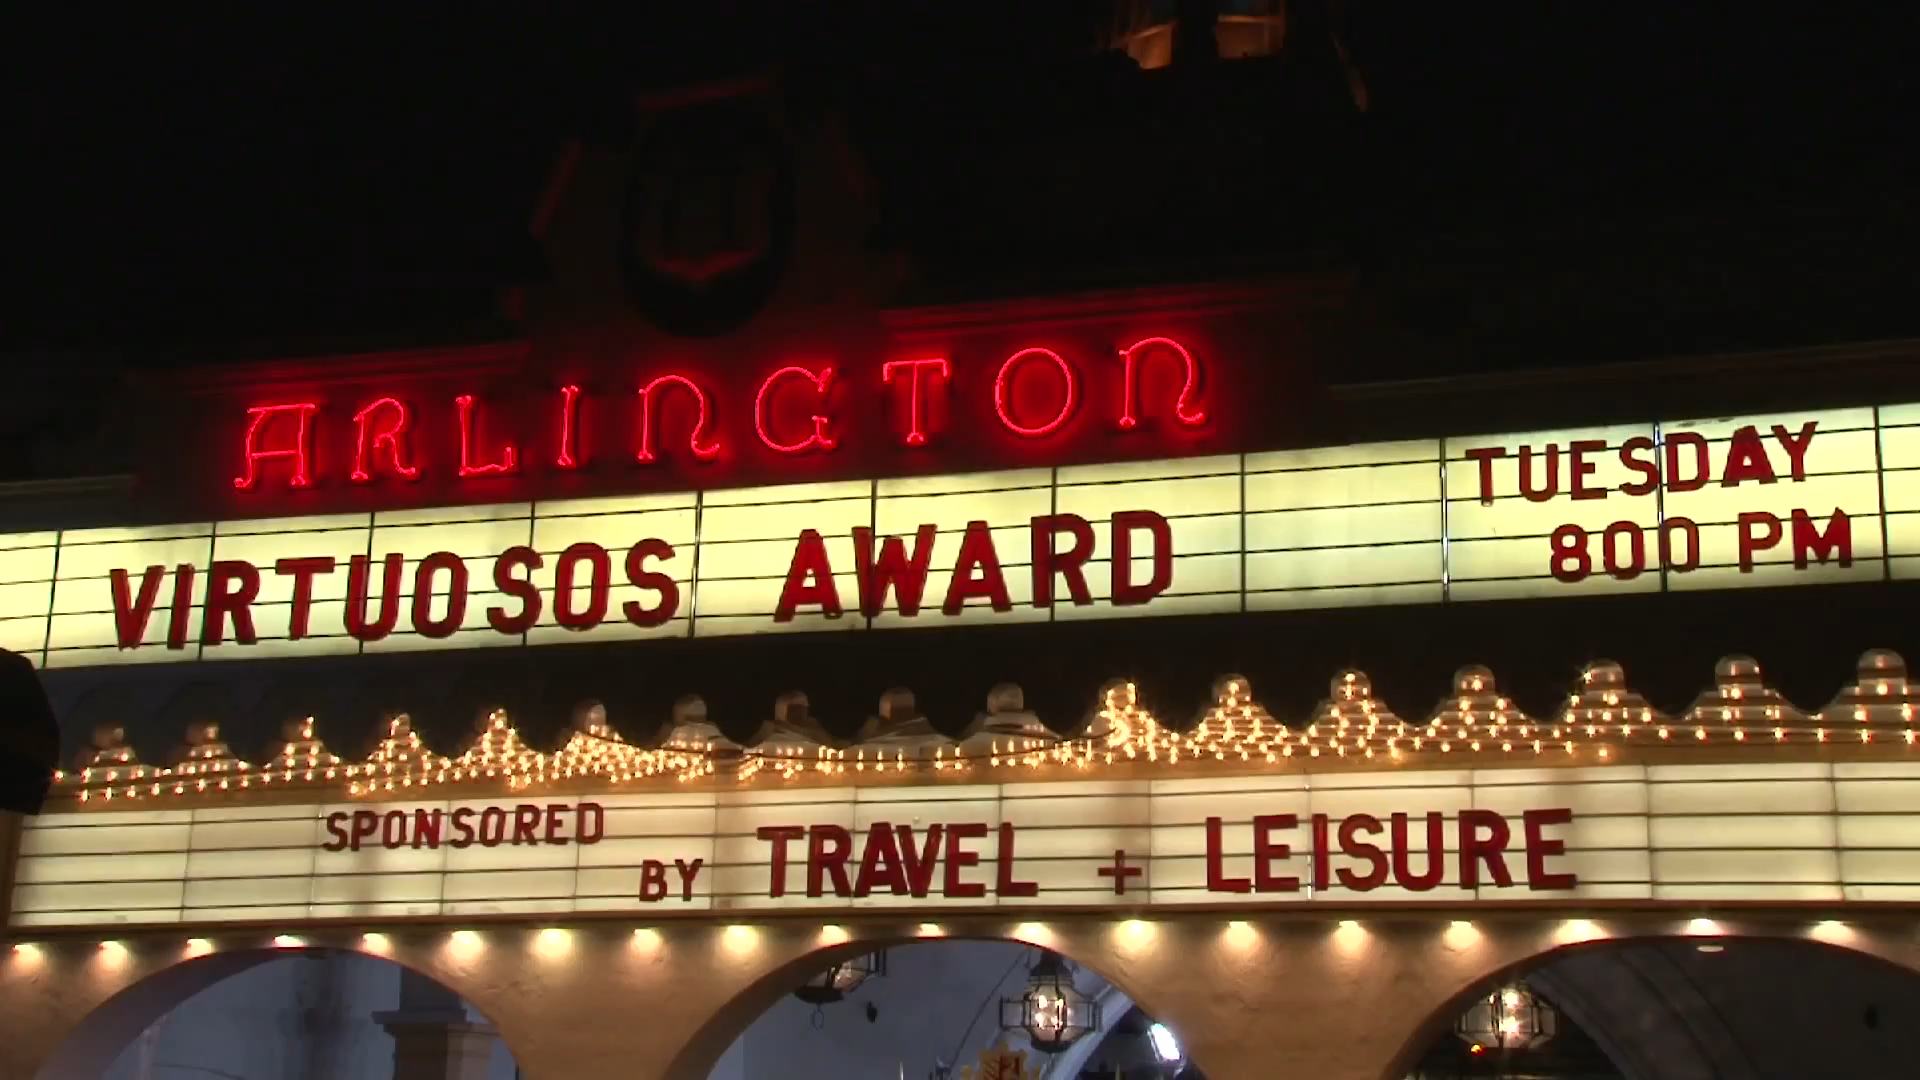 ARLINGTON
VIRTUOSOS AWARD
TUESDAY
800 PM
SPONSORED
BY TRAVEL + LEISURE